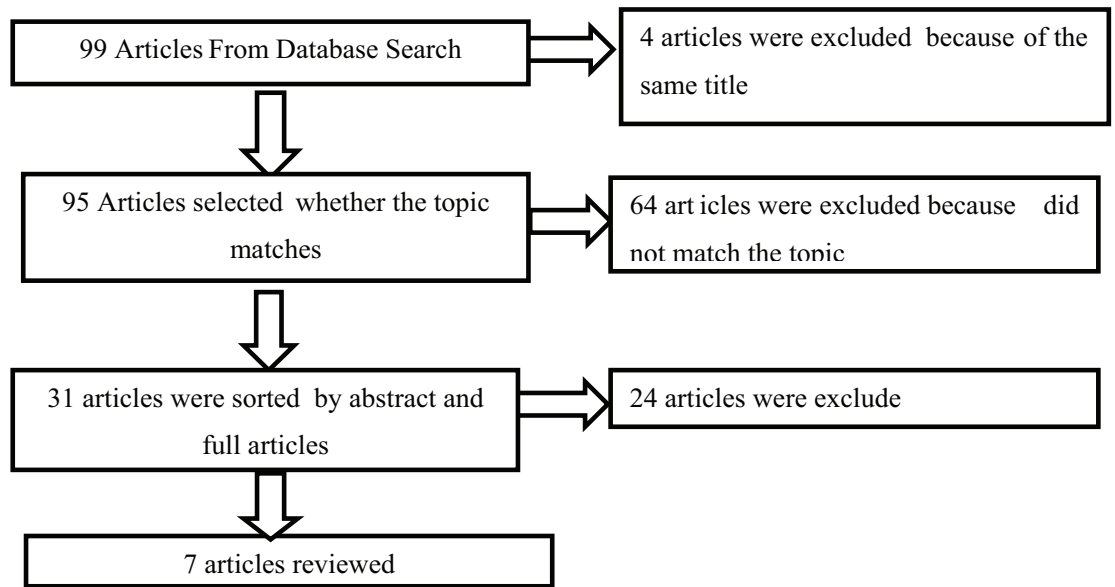 99 Articles From Database Search
4 articles were excluded because of the
same title
95 Articles selected whether the topic
matches
64 art icles were excluded because did
not match the topic
31 articles were sorted by abstract and
full articles
24 articles were exclude
7 articles reviewed